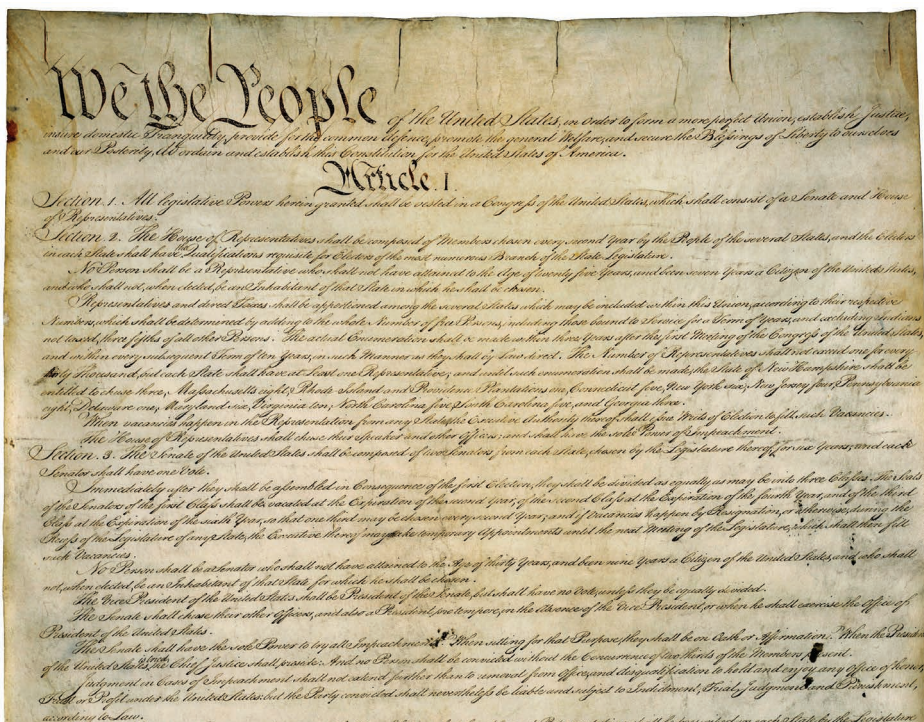 We the People of the United States, in Order to form a more perfect Union, establish Justice,
insure domestic Tranquility, provide for the common defence, promote the general Welfare, and secure the Blessings of Liberty to ourselves
and our Posterity, do ordain and establish this Constitution for the United States of America.
Article. I.
Section. 1. All legislative Powers herein granted shall be vested in a Congress of the United States, which shall consist of a Senate and House
of Representatives.
Section. 2. The House of Representatives shall be composed of Members chosen every second Year by the People of the several States, and the Electors
in each State shall have the Qualifications requisite for Electors of the most numerous Branch of the State Legislature.
No Person shall be a Representative who shall not have attained to the Age of twenty five Years, and been seven Years a Citizen of the United States,
and who shall not, when elected, be an Inhabitant of that State in which he shall be chosen.
Representatives and direct Taxes shall be apportioned among the several States which may be included within this Union, according to their respective
Numbers, which shall be determined by adding to the whole Number of free Persons, including those bound to Service for a Term of Years, and excluding Indians
not taxed, three fifths of all other Persons. The actual Enumeration shall be made within three Years after the first Meeting of the Congress of the United States,
and within every subsequent Term of ten Years, in such Manner as they shall by Law direct. The Number of Representatives shall not exceed one for every
thirty Thousand, but each State shall have at Least one Representative; and until such enumeration shall be made, the State of New Hampshire shall be
entitled to chuse three, Massachusetts eight, Rhode Island and Providence Plantations one, Connecticut five, New York six, New Jersey four, Pennsylvania
eight, Delaware one, Maryland six, Virginia ten, North Carolina five, South Carolina five, and Georgia three.
When vacancies happen in the Representation from any State, the Executive Authority thereof shall issue Writs of Election to fill such Vacancies.
The House of Representatives shall chuse their Speaker and other Officers; and shall have the sole Power of Impeachment.
Section. 3. The Senate of the United States shall be composed of two Senators from each State, chosen by the Legislature thereof, for six Years; and each
Senator shall have one Vote.
Immediately after they shall be assembled in Consequence of the first Election, they shall be divided as equally as may be into three Classes. The Seats
of the Senators of the first Class shall be vacated at the Expiration of the second Year, of the second Class at the Expiration of the fourth Year, and of the third
Class at the Expiration of the sixth Year, so that one third may be chosen every second Year; and if Vacancies happen by Resignation, or otherwise, during the
Recess of the Legislature of any State, the Executive thereof may make temporary Appointments until the next Meeting of the Legislature, which shall then fill
such Vacancies.
No Person shall be a Senator who shall not have attained to the Age of thirty Years, and been nine Years a Citizen of the United States, and who shall
not, when elected, be an Inhabitant of that State for which he shall be chosen.
The Vice President of the United States shall be President of the Senate, but shall have no Vote, unless they be equally divided.
The Senate shall chuse their other Officers, and also a President pro tempore, in the Absence of the Vice President, or when he shall exercise the Office of
President of the United States.
The Senate shall have the sole Power to try all Impeachments. When sitting for that Purpose, they shall be on Oath or Affirmation. When the President
of the United States is tried, the Chief Justice shall preside: And no Person shall be convicted without the Concurrence of two thirds of the Members present.
Judgment in Cases of Impeachment shall not extend further than to removal from Office, and disqualification to hold and enjoy any Office of honor,
Trust or Profit under the United States: but the Party convicted shall nevertheless be liable and subject to Indictment, Trial, Judgment and Punishment,
according to Law.